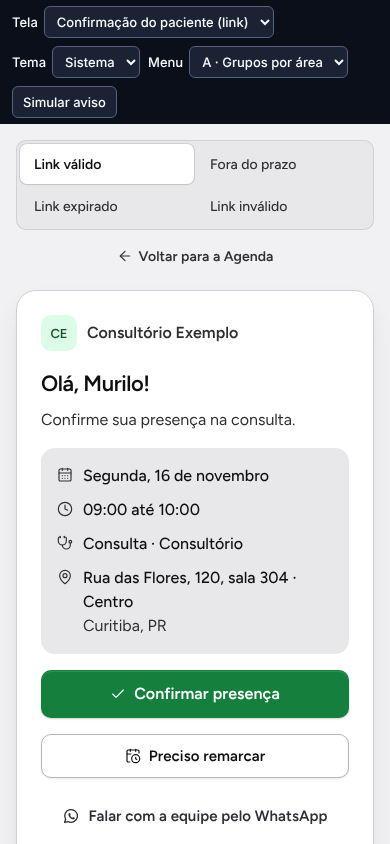 Tela Confirmação do paciente (link)
Tema Sistema Menu A · Grupos por área
Simular aviso
Link válido Fora do prazo
Link expirado Link inválido
Voltar para a Agenda
CE Consultório Exemplo
Olá, Murilo!
Confirme sua presença na consulta.
Segunda, 16 de novembro
09:00 até 10:00
Consulta · Consultório
Rua das Flores, 120, sala 304 ·
Centro
Curitiba, PR
Confirmar presença
Preciso remarcar
Falar com a equipe pelo WhatsApp